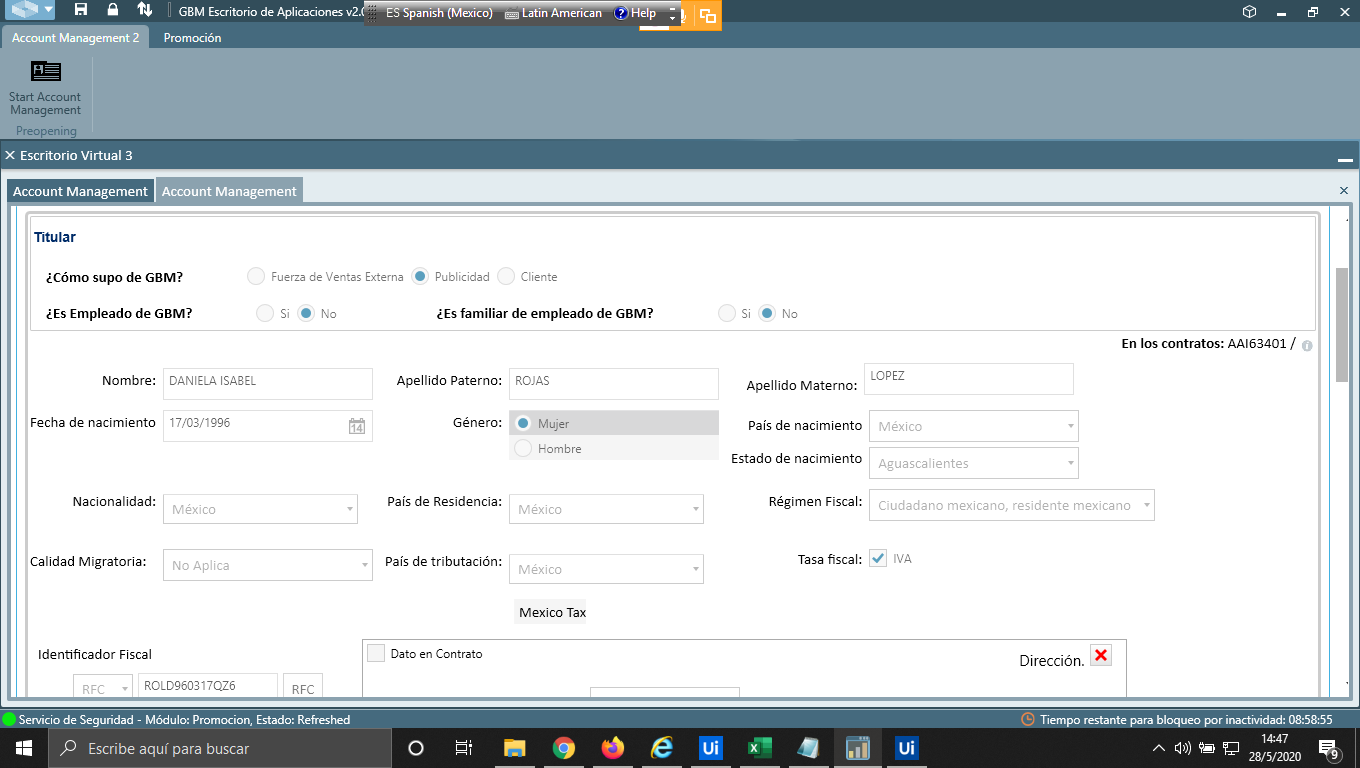 GBM Escritorio de Aplicaciones v2.0
ES Spanish (Mexico) Latin American Help
Account Management 2 Promoción
Start Account
Management
Preopening
Escritorio Virtual 3
Account Management Account Management
Titular
¿Cómo supo de GBM? Fuerza de Ventas Externa Publicidad Cliente
¿Es Empleado de GBM? Si No ¿Es familiar de empleado de GBM? Si No
En los contratos: AAI63401 /
Nombre: DANIELA ISABEL Apellido Paterno: ROJAS Apellido Materno: LOPEZ
Fecha de nacimiento 17/03/1996 14 Género: Mujer País de nacimiento México
Hombre
Estado de nacimiento Aguascalientes
Nacionalidad: México País de Residencia: México Régimen Fiscal: Ciudadano mexicano, residente mexicano
Calidad Migratoria: No Aplica País de tributación: México Tasa fiscal: IVA
Mexico Tax
Identificador Fiscal Dato en Contrato Dirección.
RFC ROLD960317QZ6 RFC
Servicio de Seguridad - Módulo: Promocion, Estado: Refreshed Tiempo restante para bloqueo por inactividad: 08:58:55
Escribe aquí para buscar Ui Ui 14:47
28/5/2020 9